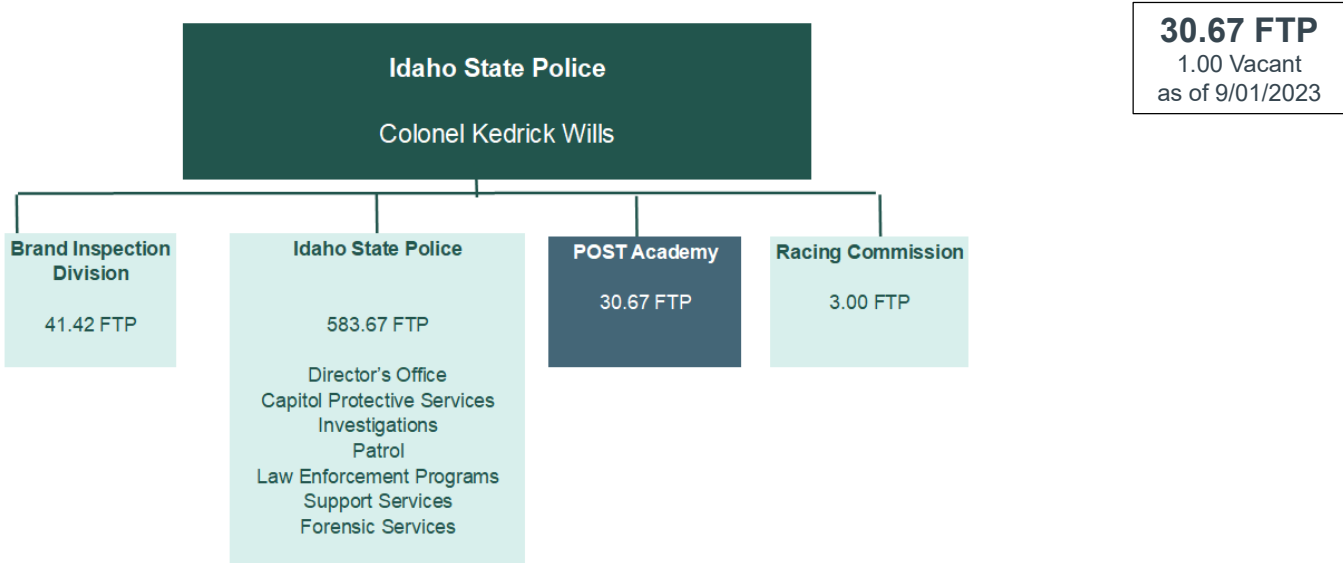 30.67 FTP
1.00 Vacant
as of 9/01/2023
Idaho State Police
Colonel Kedrick Wills
Brand Inspection
Division
41.42 FTP
Idaho State Police
583.67 FTP
Director's Office
Capitol Protective Services
Investigations
Patrol
Law Enforcement Programs
Support Services
Forensic Services
POST Academy
30.67 FTP
Racing Commission
3.00 FTP